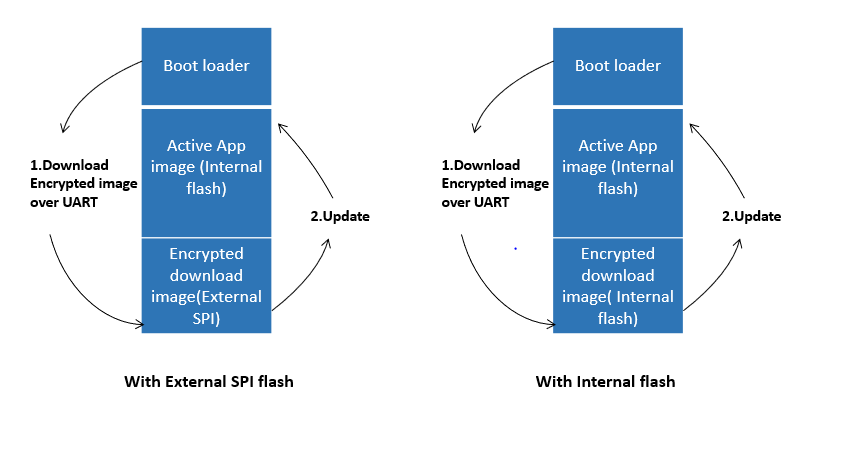 Boot loader
Active App
image (Internal
flash)
Encrypted
download
image(External
SPI)
1.Download
Encrypted image
over UART
2.Update
With External SPI flash
Boot loader
Active App
image (Internal
flash)
Encrypted
download
image( Internal
flash)
1.Download
Encrypted image
over UART
2.Update
With Internal flash